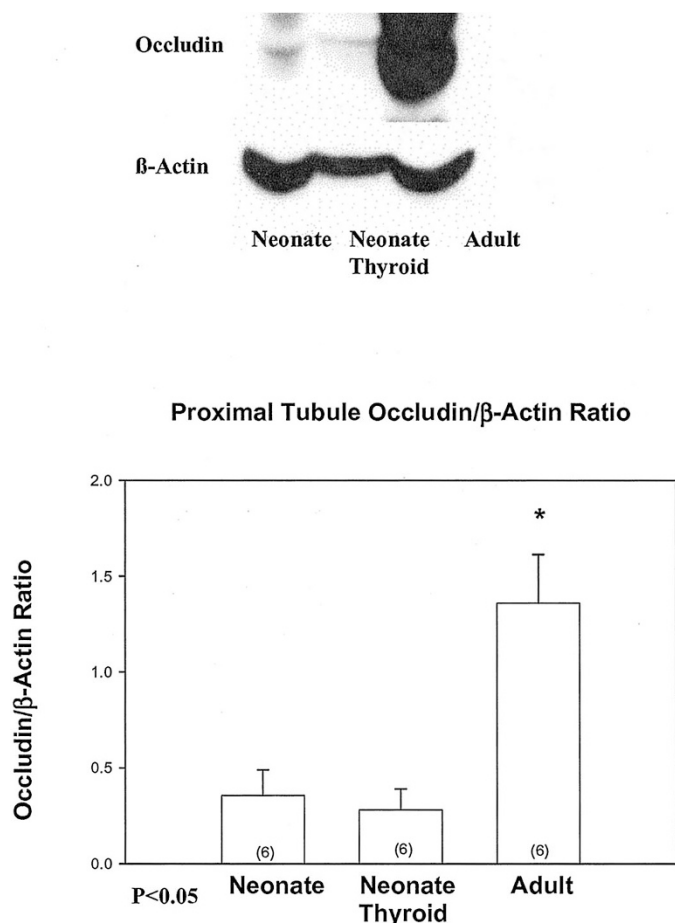 Occludin
ß-Actin
Neonate Neonate Adult
Thyroid
Proximal Tubule Occludin/β-Actin Ratio
Occludin/β-Actin Ratio
2.0
*
1.5
1.0
0.5
(6) (6) (6)
0.0
P<0.05 Neonate Neonate Adult
Thyroid